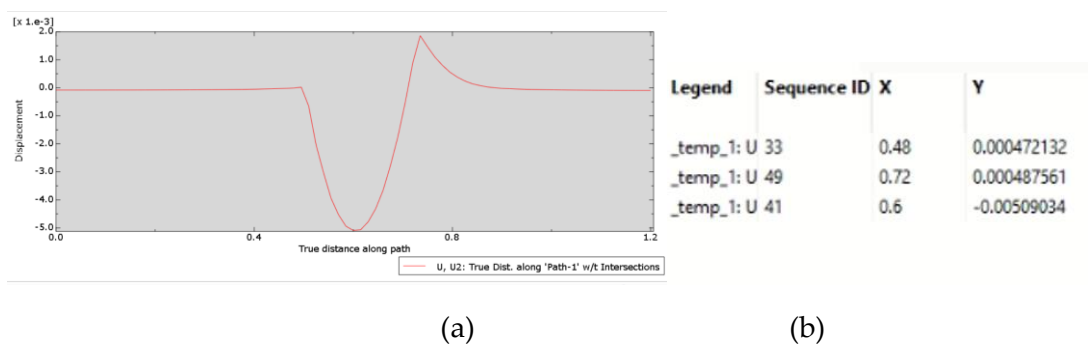 [x 1.e-3]
2.0
1.0
0.0
-1.0
-2.0
-3.0
-4.0
-5.0
Displacement
0.0 0.4 0.8 1.2
True distance along path
U, U2: True Dist. along 'Path-1' w/t Intersections
(a)
Legend Sequence ID X Y
_temp_1: U 33 0.48 0.000472132
_temp_1: U 49 0.72 0.000487561
_temp_1: U 41 0.6 -0.00509034
(b)